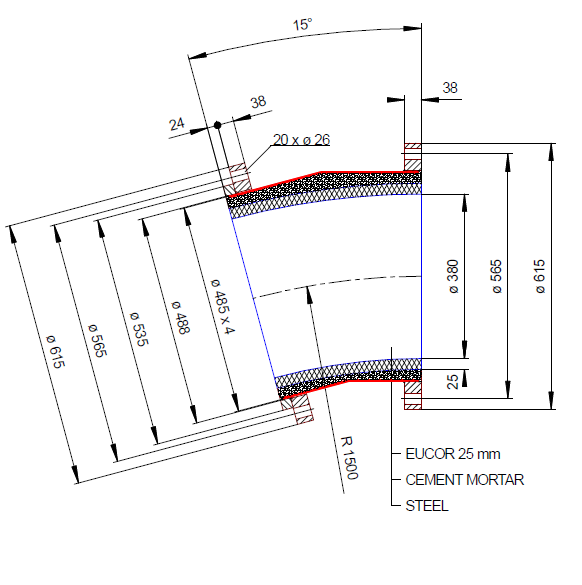 15°
38
24
38
20 x ø 26
ø 615
ø 565
ø 535
ø 488
ø 485 x 4
ø 380
ø 565
ø 615
25
R 1500
EUCOR 25 mm
CEMENT MORTAR
STEEL